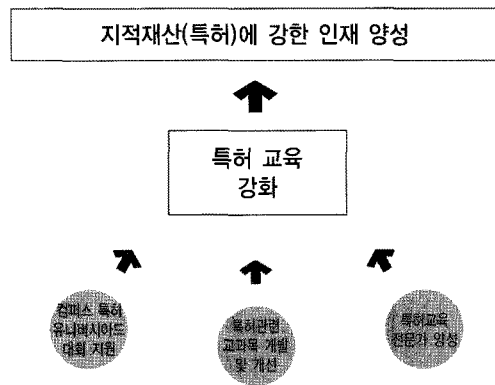 지적재산(특허)에 강한 인재 양성
특허 교육
강화
캠퍼스 특허
유니버시아드
대회 지원
특허관련
교과목 개발
및 개선
특허교육
전문가 양성